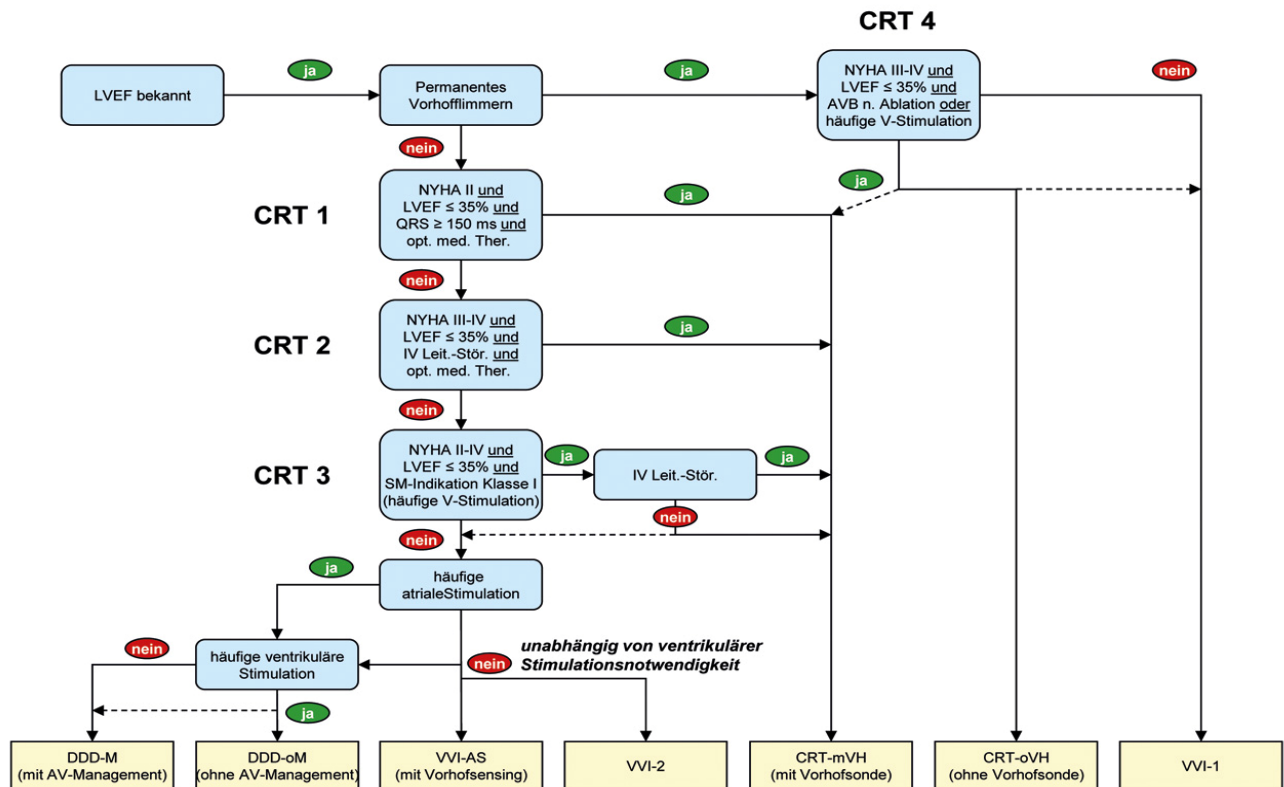 CRT 4
LVEF bekannt
ja
Permanentes
Vorhofflimmern
ja
NYHA III-IV und
LVEF ≤ 35% und
AVB n. Ablation oder
häufige V-Stimulation
nein
nein
ja
CRT 1
NYHA II und
LVEF ≤ 35% und
QRS ≥ 150 ms und
opt. med. Ther.
ja
nein
CRT 2
NYHA III-IV und
LVEF ≤ 35% und
IV Leit.-Stör. und
opt. med. Ther.
ja
nein
CRT 3
NYHA II-IV und
LVEF ≤ 35% und
SM-Indikation Klasse I
(häufige V-Stimulation)
ja
IV Leit.-Stör.
ja
nein
nein
ja
häufige
atrialeStimulation
nein
häufige ventrikuläre
Stimulation
nein
unabhängig von ventrikulärer
Stimulationsnotwendigkeit
ja
DDD-M
(mit AV-Management)
DDD-oM
(ohne AV-Management)
VVI-AS
(mit Vorhofsensing)
VVI-2
CRT-mVH
(mit Vorhofsonde)
CRT-oVH
(ohne Vorhofsonde)
VVI-1